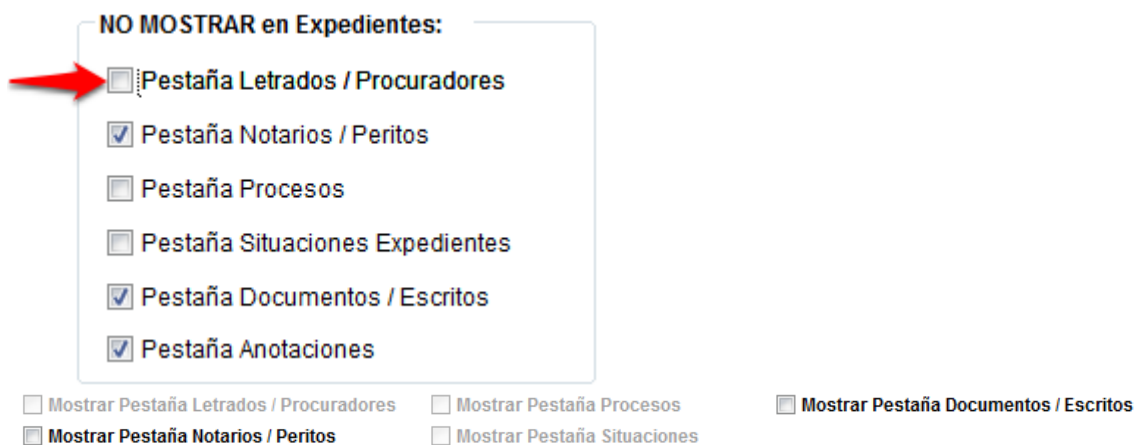 NO MOSTRAR en Expedientes:
Pestaña Letrados / Procuradores
Pestaña Notarios / Peritos
Pestaña Procesos
Pestaña Situaciones Expedientes
Pestaña Documentos / Escritos
Pestaña Anotaciones
Mostrar Pestaña Letrados / Procuradores Mostrar Pestaña Procesos Mostrar Pestaña Documentos / Escritos
Mostrar Pestaña Notarios / Peritos Mostrar Pestaña Situaciones